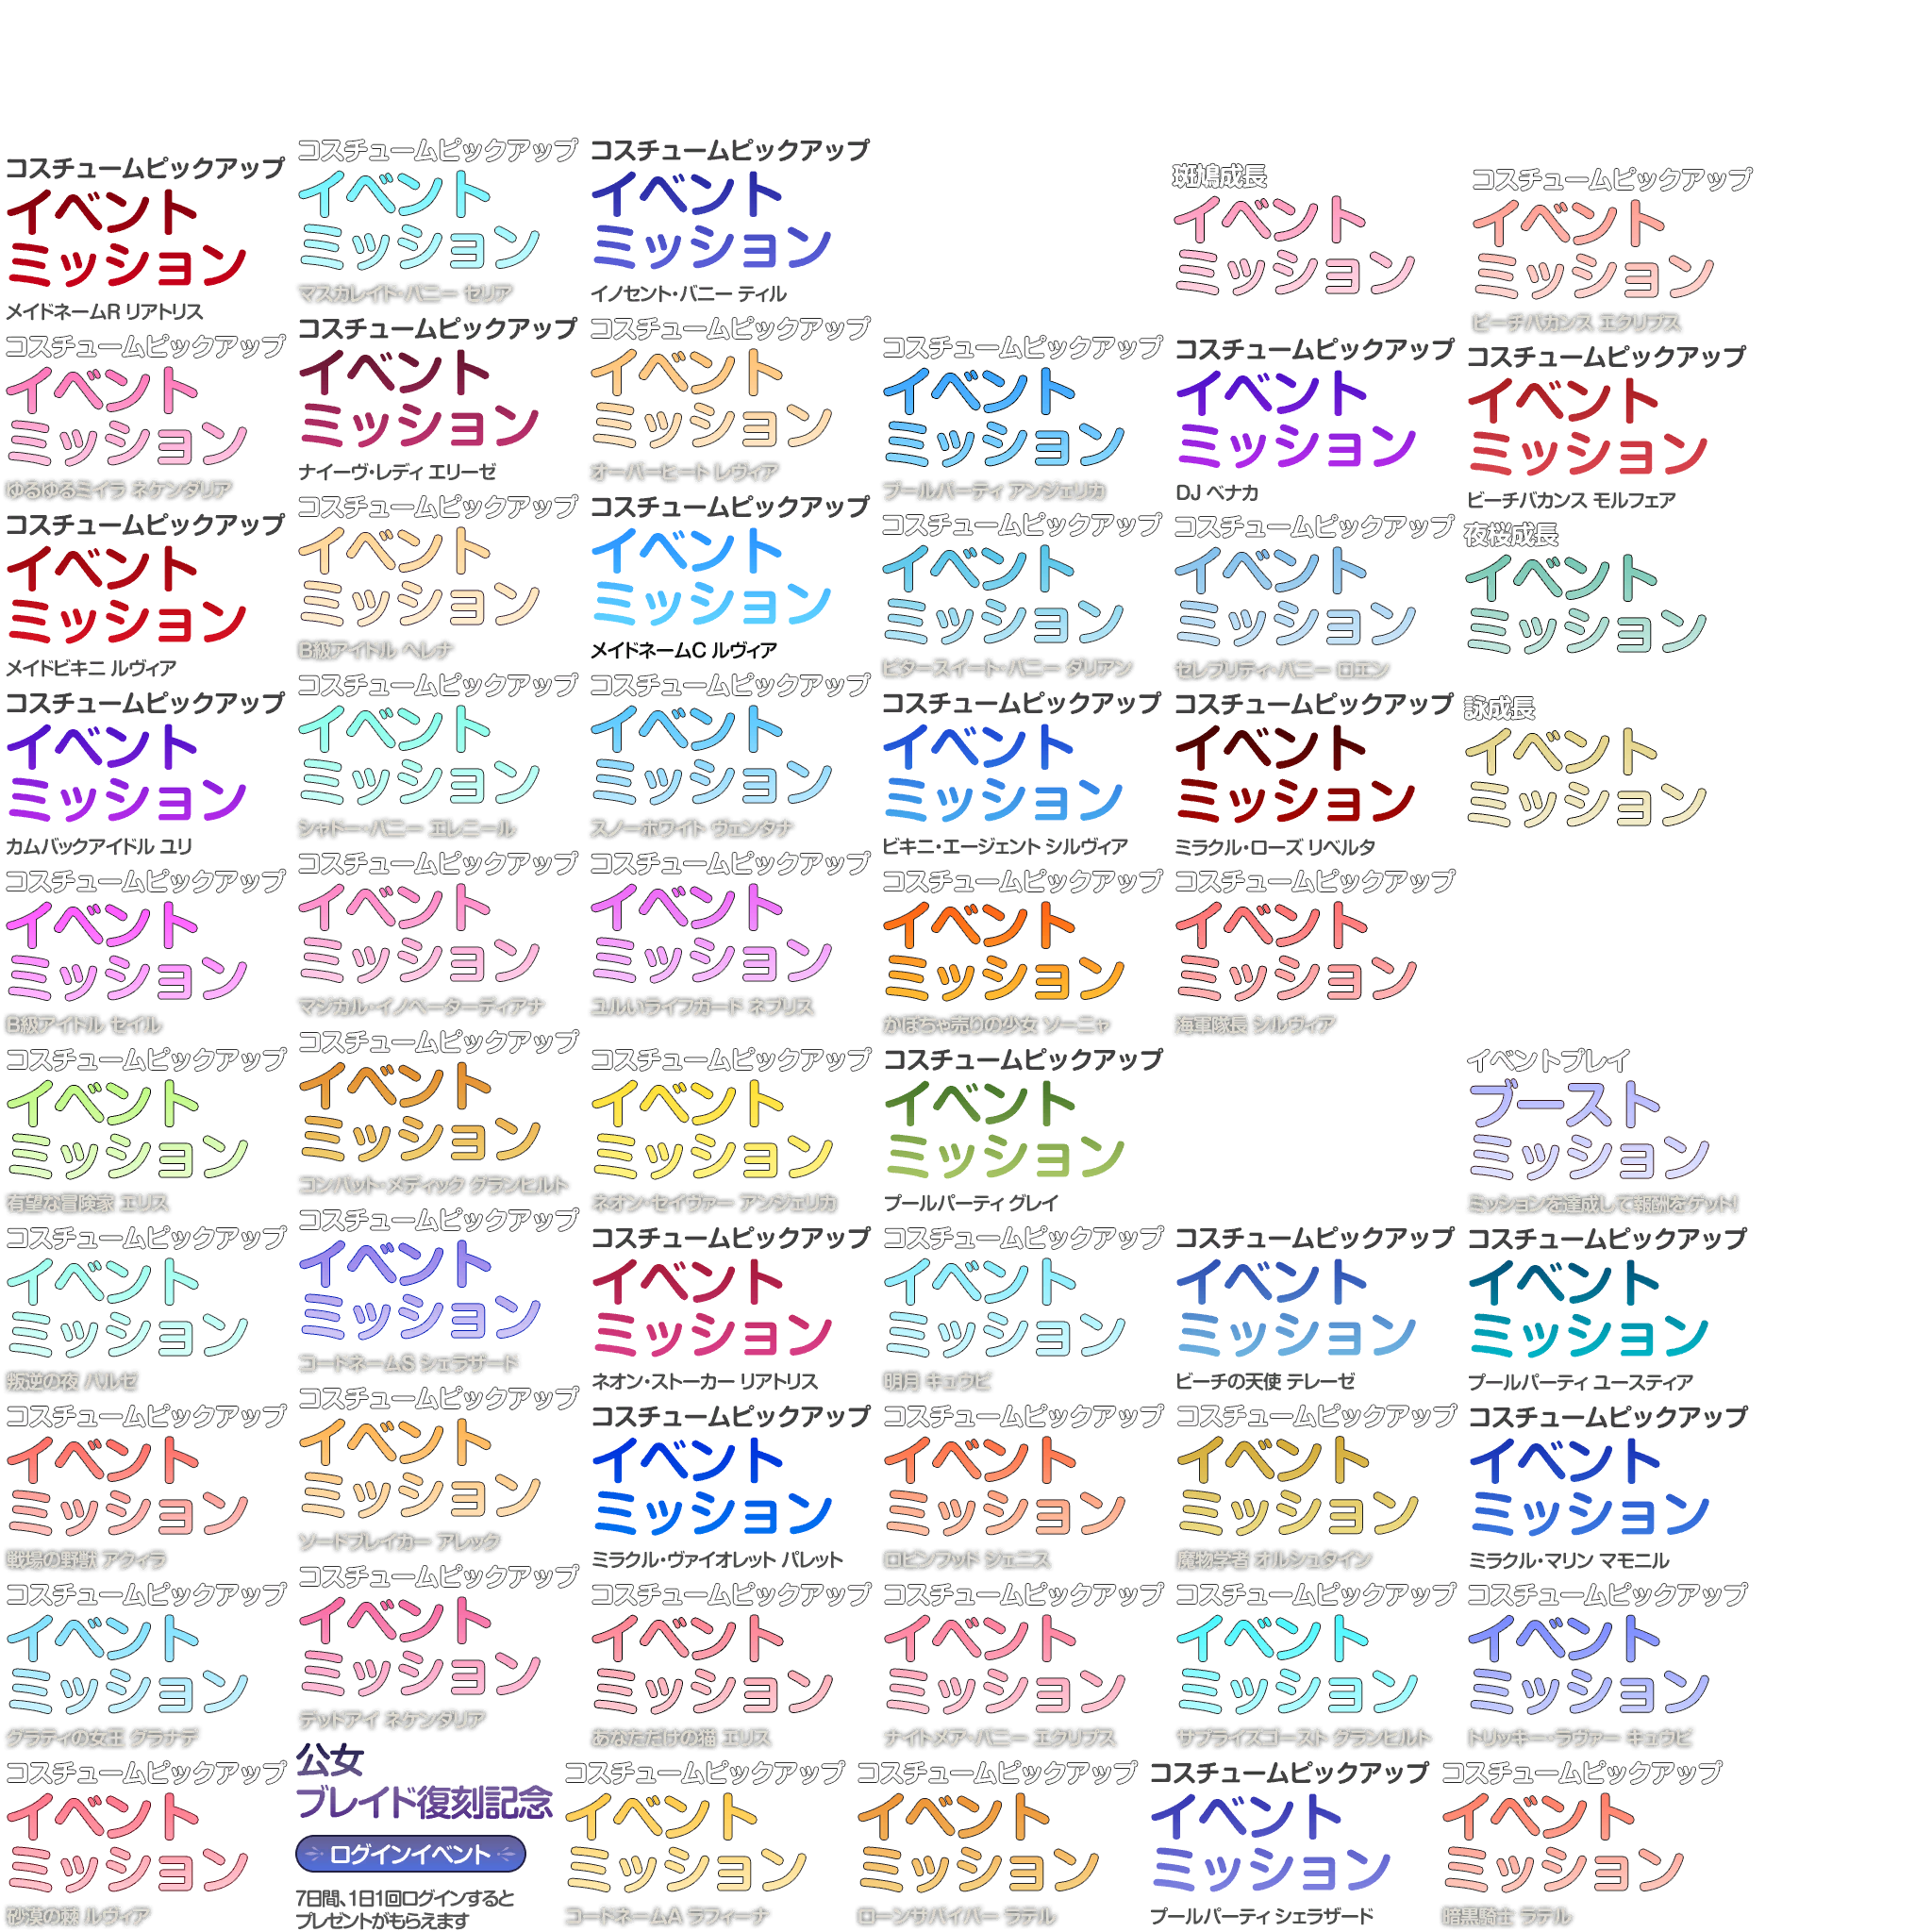 コスチュームピックアップ
イベント
ミッション
メイドネームR リアトリス
コスチュームピックアップ
イベント
ミッション
ゆるゆるミイラ ネケンダリア
コスチュームピックアップ
イベント
ミッション
メイドビキニ ルヴィア
コスチュームピックアップ
イベント
ミッション
カムバックアイドル ユリ
コスチュームピックアップ
イベント
ミッション
B級アイドル セイル
コスチュームピックアップ
イベント
ミッション
有望な冒険家 エリス
コスチュームピックアップ
イベント
ミッション
叛逆の夜 バルゼ
コスチュームピックアップ
イベント
ミッション
戦場の野獣 アクィラ
コスチュームピックアップ
イベント
ミッション
グラティの女王 グラナデ
コスチュームピックアップ
イベント
ミッション
砂漠の棘 ルヴィア
コスチュームピックアップ
イベント
ミッション
マスカレイド・バニー セリア
コスチュームピックアップ
イベント
ミッション
ナイーヴ・レディ エリーゼ
コスチュームピックアップ
イベント
ミッション
B級アイドル ヘレナ
コスチュームピックアップ
イベント
ミッション
シャドー・バニー エレニール
コスチュームピックアップ
イベント
ミッション
マジカル・イノベーターディアナ
コスチュームピックアップ
イベント
ミッション
コンバット・メディック グランヒルト
コスチュームピックアップ
イベント
ミッション
コードネームS シェラザード
コスチュームピックアップ
イベント
ミッション
ソードブレイカー アレック
コスチュームピックアップ
イベント
ミッション
デッドアイ ネケンダリア
公女
ブレイド復刻記念
ログインイベント
7日間、1日1回ログインすると
プレゼントがもらえます
コスチュームピックアップ
イベント
ミッション
イノセント・バニー ティル
コスチュームピックアップ
イベント
ミッション
オーバーヒート レヴィア
コスチュームピックアップ
イベント
ミッション
メイドネームC ルヴィア
コスチュームピックアップ
イベント
ミッション
スノーホワイト ヴェンタナ
コスチュームピックアップ
イベント
ミッション
ユルいライフガード ネブリス
コスチュームピックアップ
イベント
ミッション
ネオン・セイヴァー アンジェリカ
コスチュームピックアップ
イベント
ミッション
ネオン・ストーカー リアトリス
コスチュームピックアップ
イベント
ミッション
ミラクル・ヴァイオレット パレット
コスチュームピックアップ
イベント
ミッション
あなただけの猫 エリス
コスチュームピックアップ
イベント
ミッション
コードネームA ラフィーナ
コスチュームピックアップ
イベント
ミッション
プールパーティ アンジェリカ
コスチュームピックアップ
イベント
ミッション
ビタースイート・バニー ダリアン
コスチュームピックアップ
イベント
ミッション
ビキニ・エージェント シルヴィア
コスチュームピックアップ
イベント
ミッション
かぼちゃ売りの少女 ソーニャ
コスチュームピックアップ
イベント
ミッション
プールパーティ グレイ
コスチュームピックアップ
イベント
ミッション
明月 キュウビ
コスチュームピックアップ
イベント
ミッション
ロビンフッド ジェニス
コスチュームピックアップ
イベント
ミッション
ナイトメア・バニー エクリプス
コスチュームピックアップ
イベント
ミッション
ローンサバイバー ラテル
斑鳩成長
イベント
ミッション
コスチュームピックアップ
イベント
ミッション
DJ ベナカ
コスチュームピックアップ
イベント
ミッション
セレブリティ・バニー ロエン
コスチュームピックアップ
イベント
ミッション
ミラクル・ローズ リベルタ
コスチュームピックアップ
イベント
ミッション
海軍隊長 シルヴィア
コスチュームピックアップ
イベント
ミッション
ビーチの天使 テレーゼ
コスチュームピックアップ
イベント
ミッション
魔物学者 オルシュタイン
コスチュームピックアップ
イベント
ミッション
サプライズゴースト グランヒルト
コスチュームピックアップ
イベント
ミッション
プールパーティ シェラザード
コスチュームピックアップ
イベント
ミッション
ビーチバカンス エクリプス
コスチュームピックアップ
イベント
ミッション
ビーチバカンス モルフェア
夜桜成長
イベント
ミッション
詠成長
イベント
ミッション
イベントプレイ
ブースト
ミッション
ミッションを達成して報酬をゲット!
コスチュームピックアップ
イベント
ミッション
プールパーティ ユースティア
コスチュームピックアップ
イベント
ミッション
ミラクル・マリン マモニル
コスチュームピックアップ
イベント
ミッション
トリッキー・ラヴァー キュウビ
コスチュームピックアップ
イベント
ミッション
暗黒騎士 ラテル